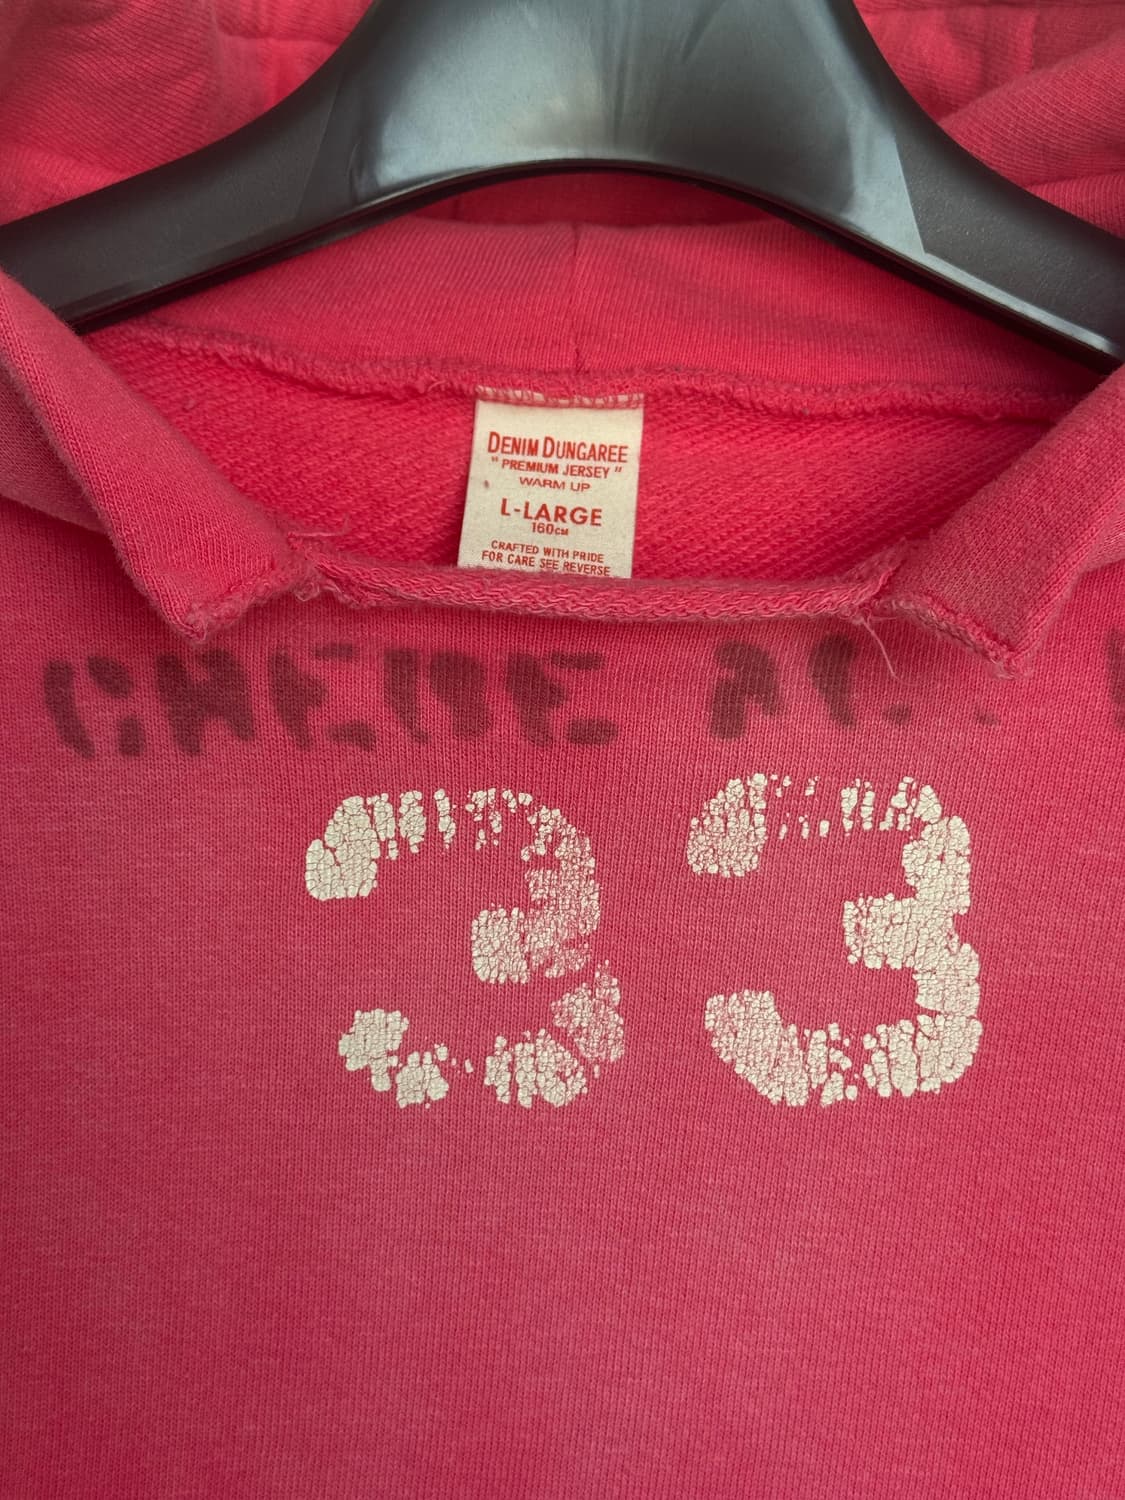 DENIM DUNGAREE
"PREMIUM JERSEY"
WARM UP
L-LARGE
160CM
CRAFTED WITH PRIDE
FOR CARE SEE REVERSE
33